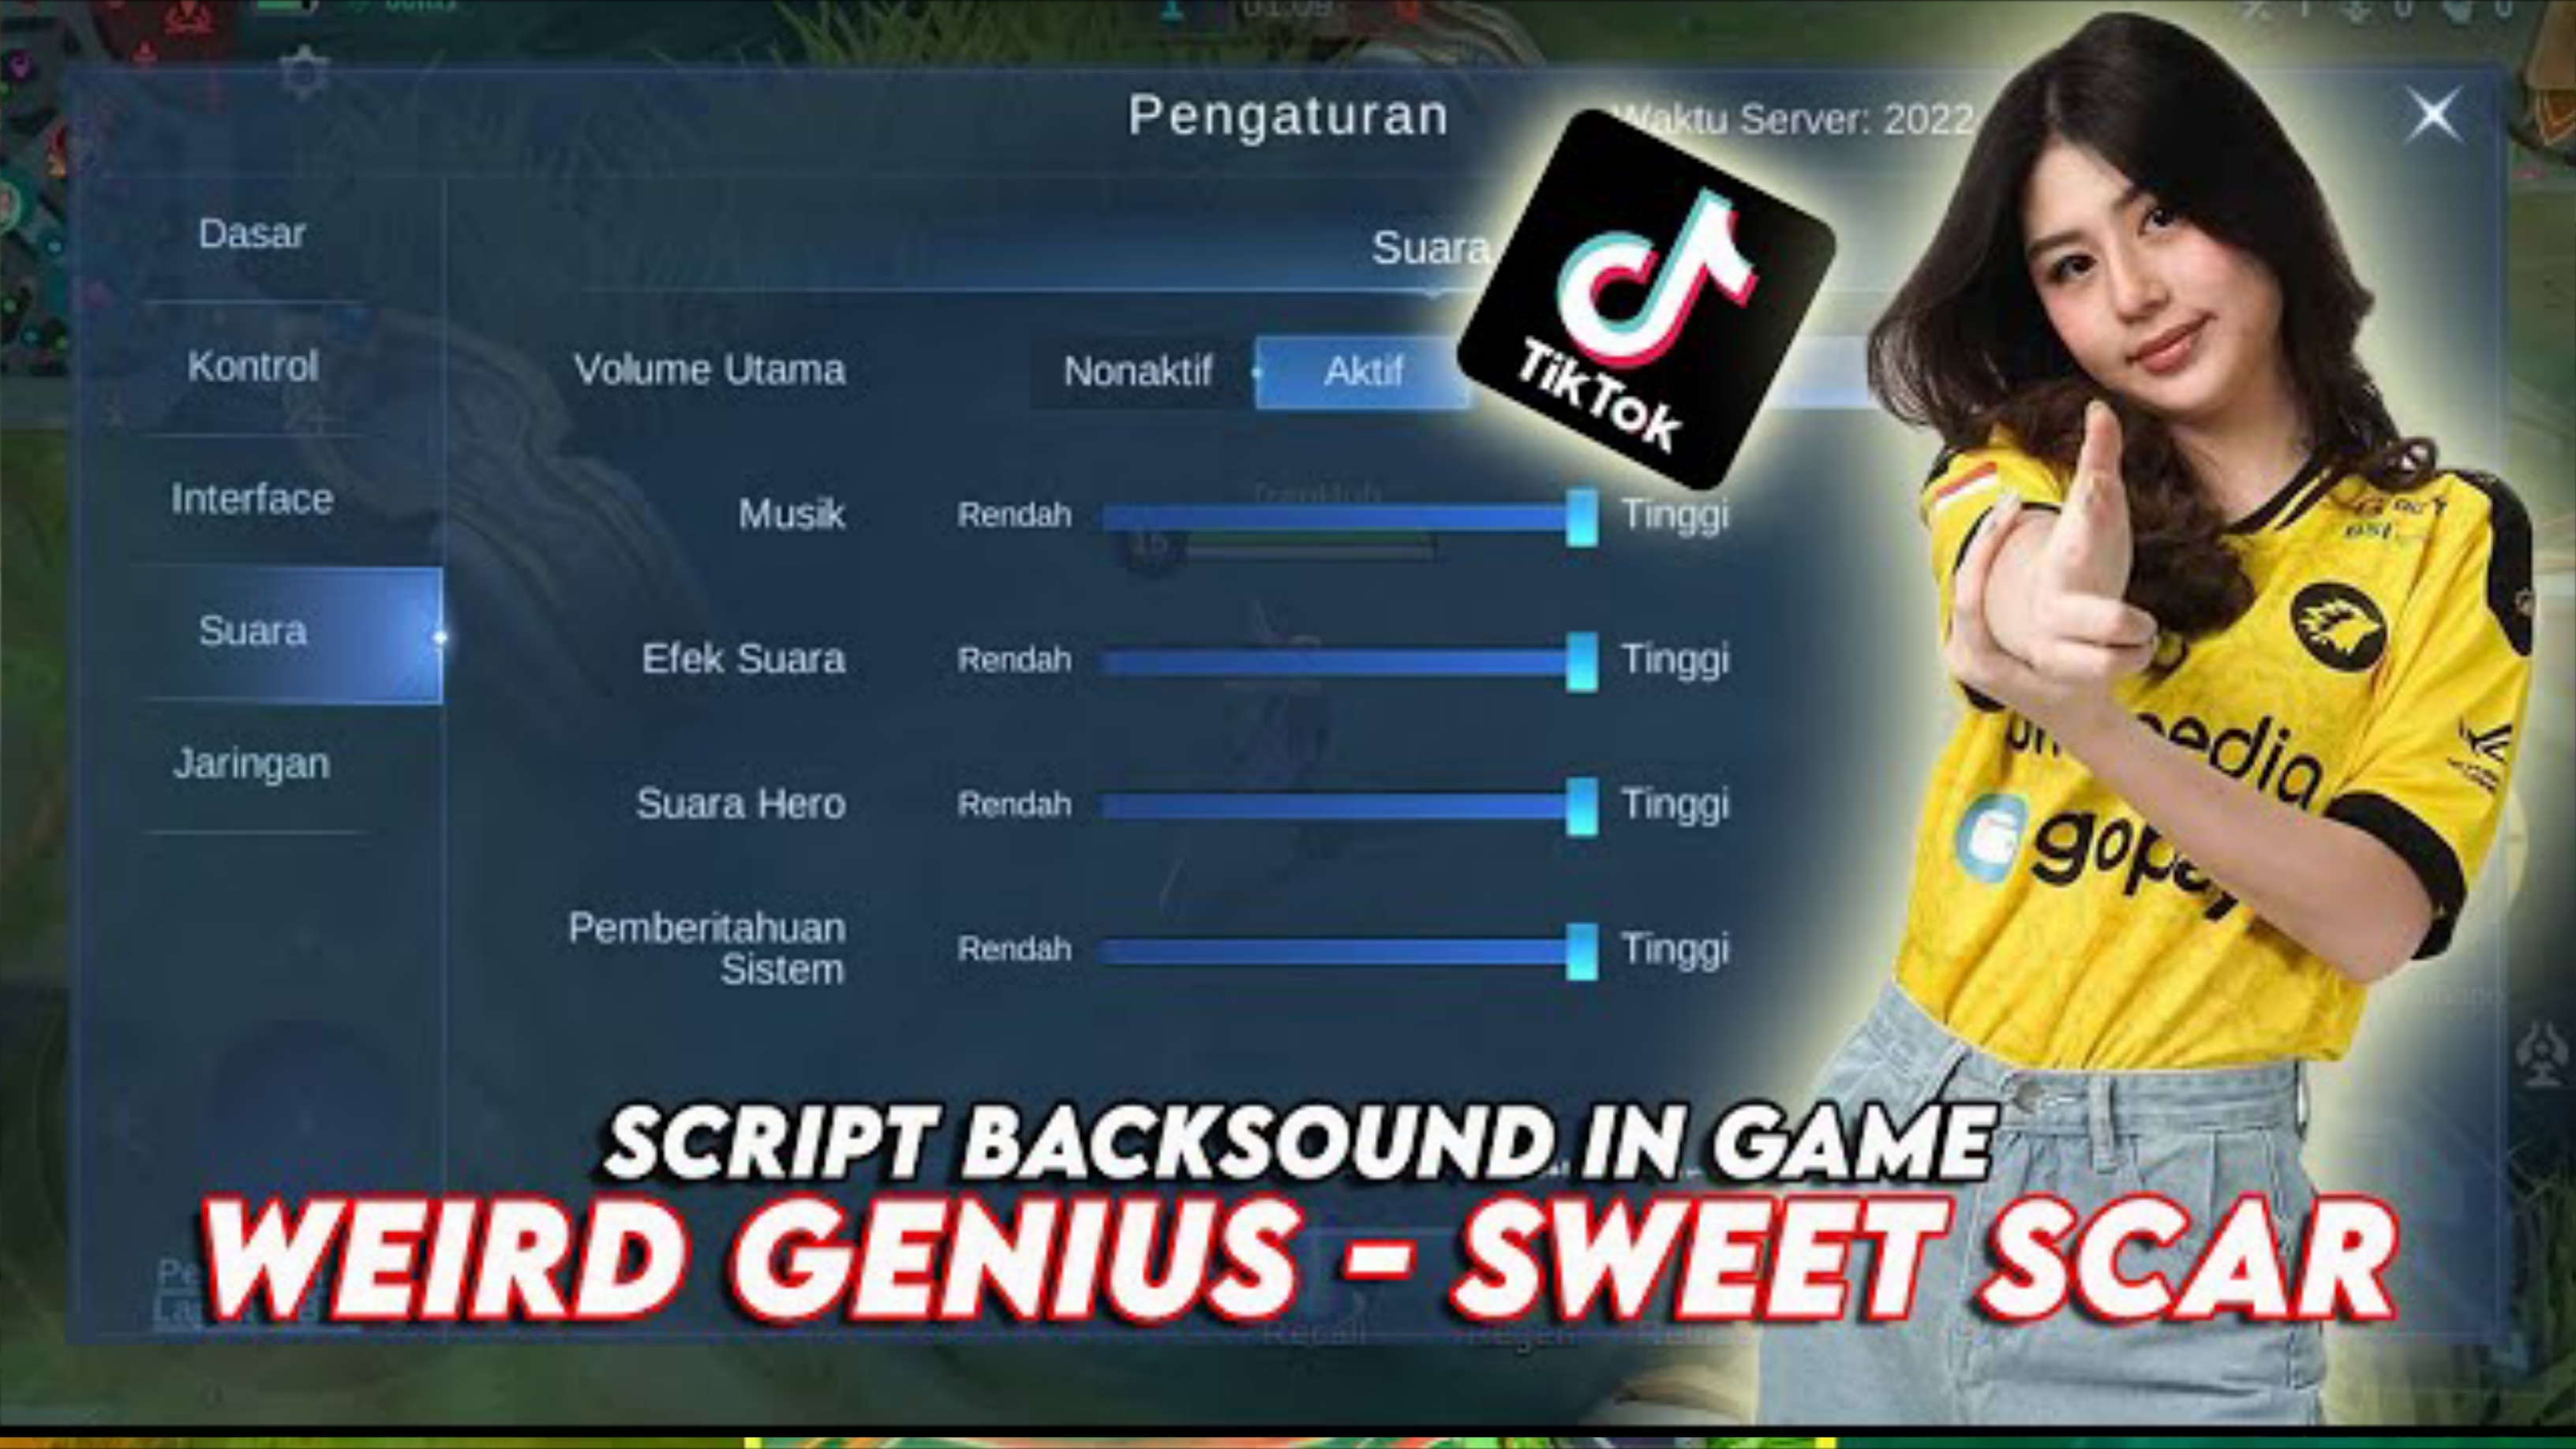 Pengaturan
Waktu Server: 2022
Dasar
Kontrol
Interface
Suara
Jaringan
Suara
Volume Utama
Nonaktif
Aktif
Musik
Rendah
Tinggi
Efek Suara
Rendah
Tinggi
Suara Hero
Rendah
Tinggi
Pemberitahuan
Sistem
Rendah
Tinggi
TikTok
gopay
SCRIPT BACKSOUND IN GAME
WEIRD GENIUS - SWEET SCAR